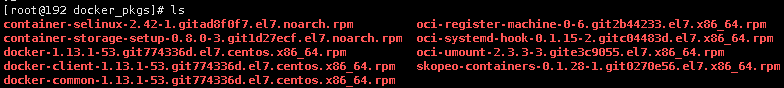 [root@192 docker_pkgs]# ls
container-selinux-2.42-1.gitad8f0f7.el7.noarch.rpm oci-register-machine-0-6.git2b44233.el7.x86_64.rpm
container-storage-setup-0.8.0-3.git1d27ecf.el7.noarch.rpm oci-systemd-hook-0.1.15-2.gitc04483d.el7.x86_64.rpm
docker-1.13.1-53.git774336d.el7.centos.x86_64.rpm oci-umount-2.3.3-3.gite3c9055.el7.x86_64.rpm
docker-client-1.13.1-53.git774336d.el7.centos.x86_64.rpm skopeo-containers-0.1.28-1.git0270e56.el7.x86_64.rpm
docker-common-1.13.1-53.git774336d.el7.centos.x86_64.rpm